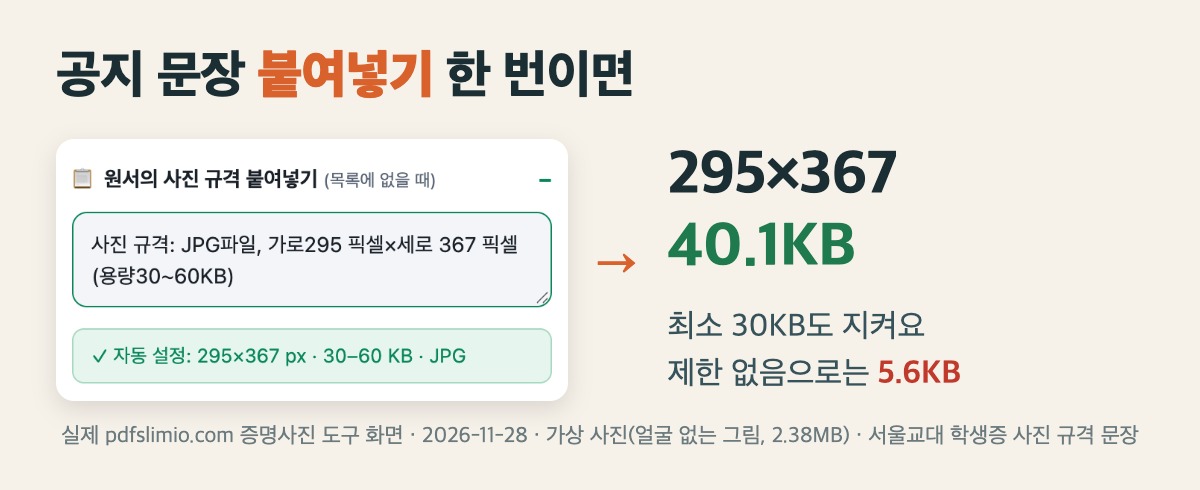 공지 문장 붙여넣기 한 번이면
📋 원서의 사진 규격 붙여넣기 (목록에 없을 때) −
사진 규격: JPG파일, 가로295 픽셀×세로 367 픽셀
(용량30~60KB)
✓ 자동 설정: 295×367 px · 30–60 KB · JPG
→
295×367
40.1KB
최소 30KB도 지켜요
제한 없음으로는 5.6KB
실제 pdfslimio.com 증명사진 도구 화면 · 2026-11-28 · 가상 사진(얼굴 없는 그림, 2.38MB) · 서울교대 학생증 사진 규격 문장